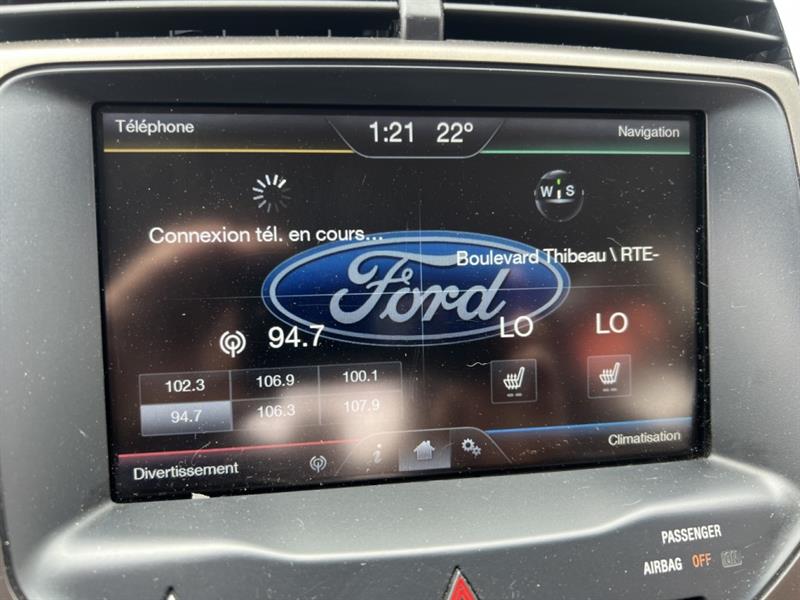 Téléphone
1:21 22°
Navigation
W S
Connexion tél. en cours...
Boulevard Thibeau \ RTE-
Ford
94.7
LO
LO
102.3 106.9 100.1
94.7 106.3 107.9
i
Divertissement
Climatisation
PASSENGER
AIRBAG OFF